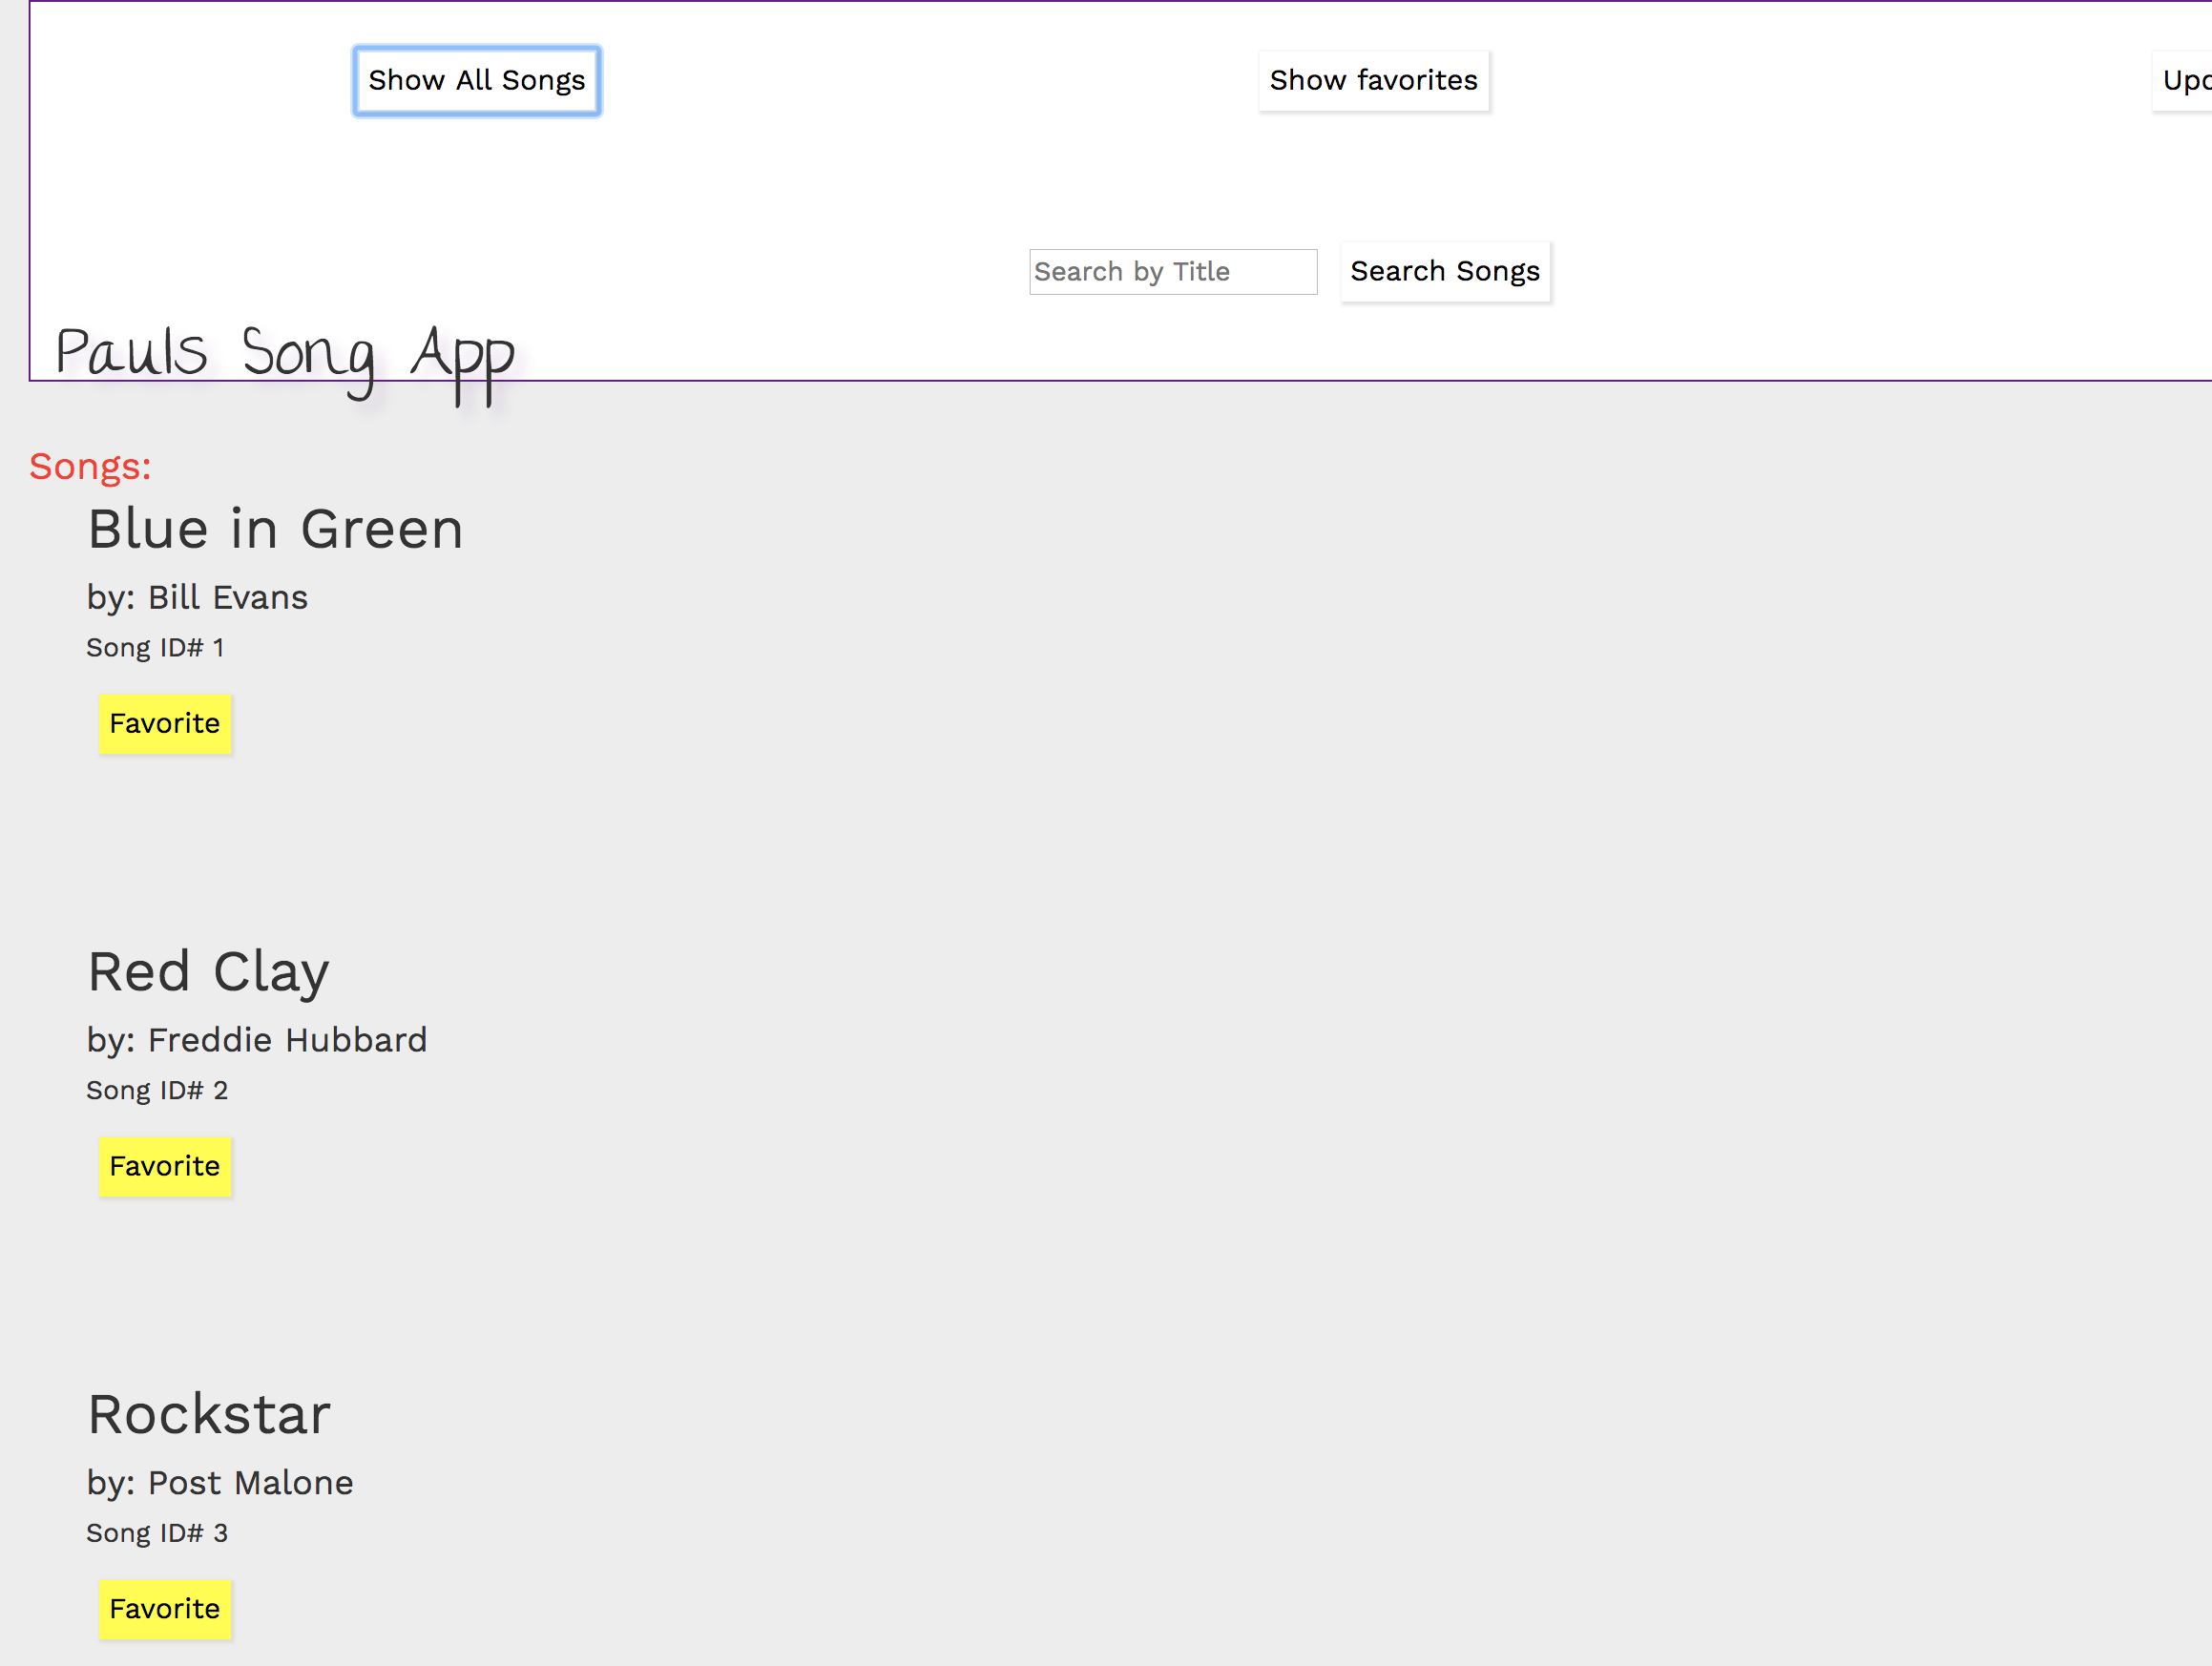 Show All Songs Show favorites
Search by Title Search Songs
Pauls Song App
Songs:
Blue in Green
by: Bill Evans
Song ID# 1
Favorite
Red Clay
by: Freddie Hubbard
Song ID# 2
Favorite
Rockstar
by: Post Malone
Song ID# 3
Favorite